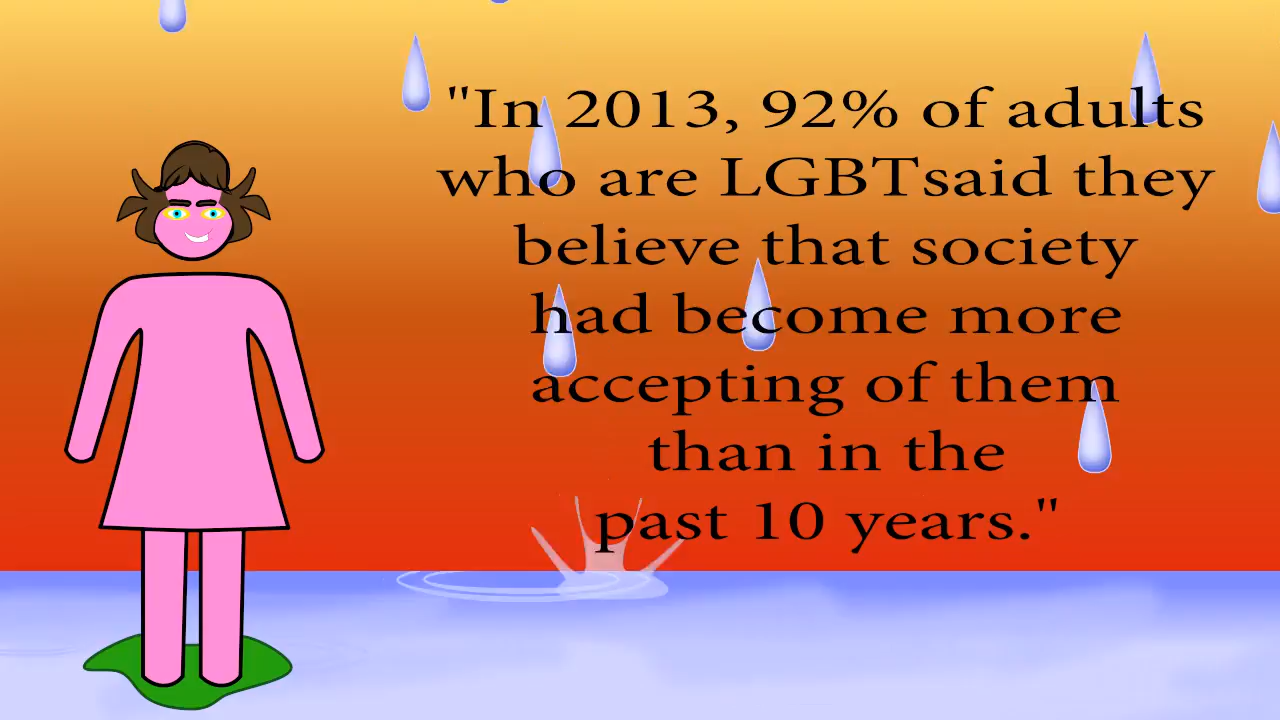 "In 2013, 92% of adults
who are LGBTsaid they
believe that society
had become more
accepting of them
than in the
past 10 years."